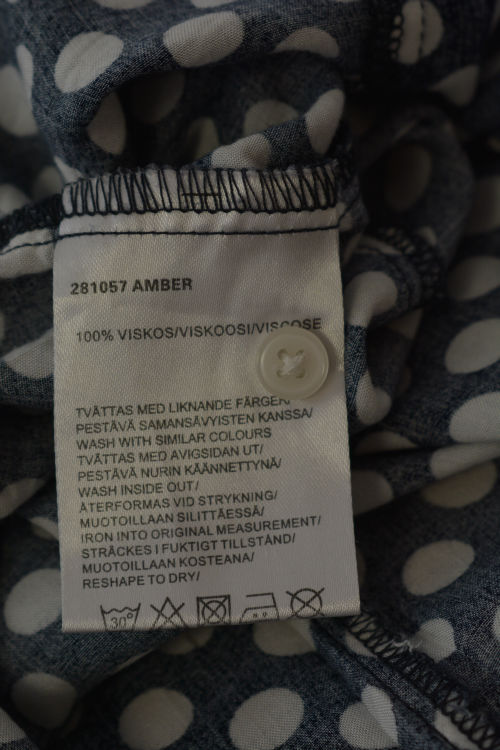 281057 AMBER
100% VISKOS/VISKOOSI/VISCOSE
TVÄTTAS MED LIKNANDE FÄRGER/
PESTÄVÄ SAMANSÄVYISTEN KANSSA/
WASH WITH SIMILAR COLOURS
TVÄTTAS MED AVIGSIDAN UT/
PESTÄVÄ NURIN KÄÄNNETTYNÄ/
WASH INSIDE OUT/
ÅTERFORMAS VID STRYKNING/
MUOTOILLAAN SILITTÄESSÄ/
IRON INTO ORIGINAL MEASUREMENT/
STRÄCKES I FUKTIGT TILLSTÅND/
MUOTOILLAAN KOSTEANA/
RESHAPE TO DRY/
30°